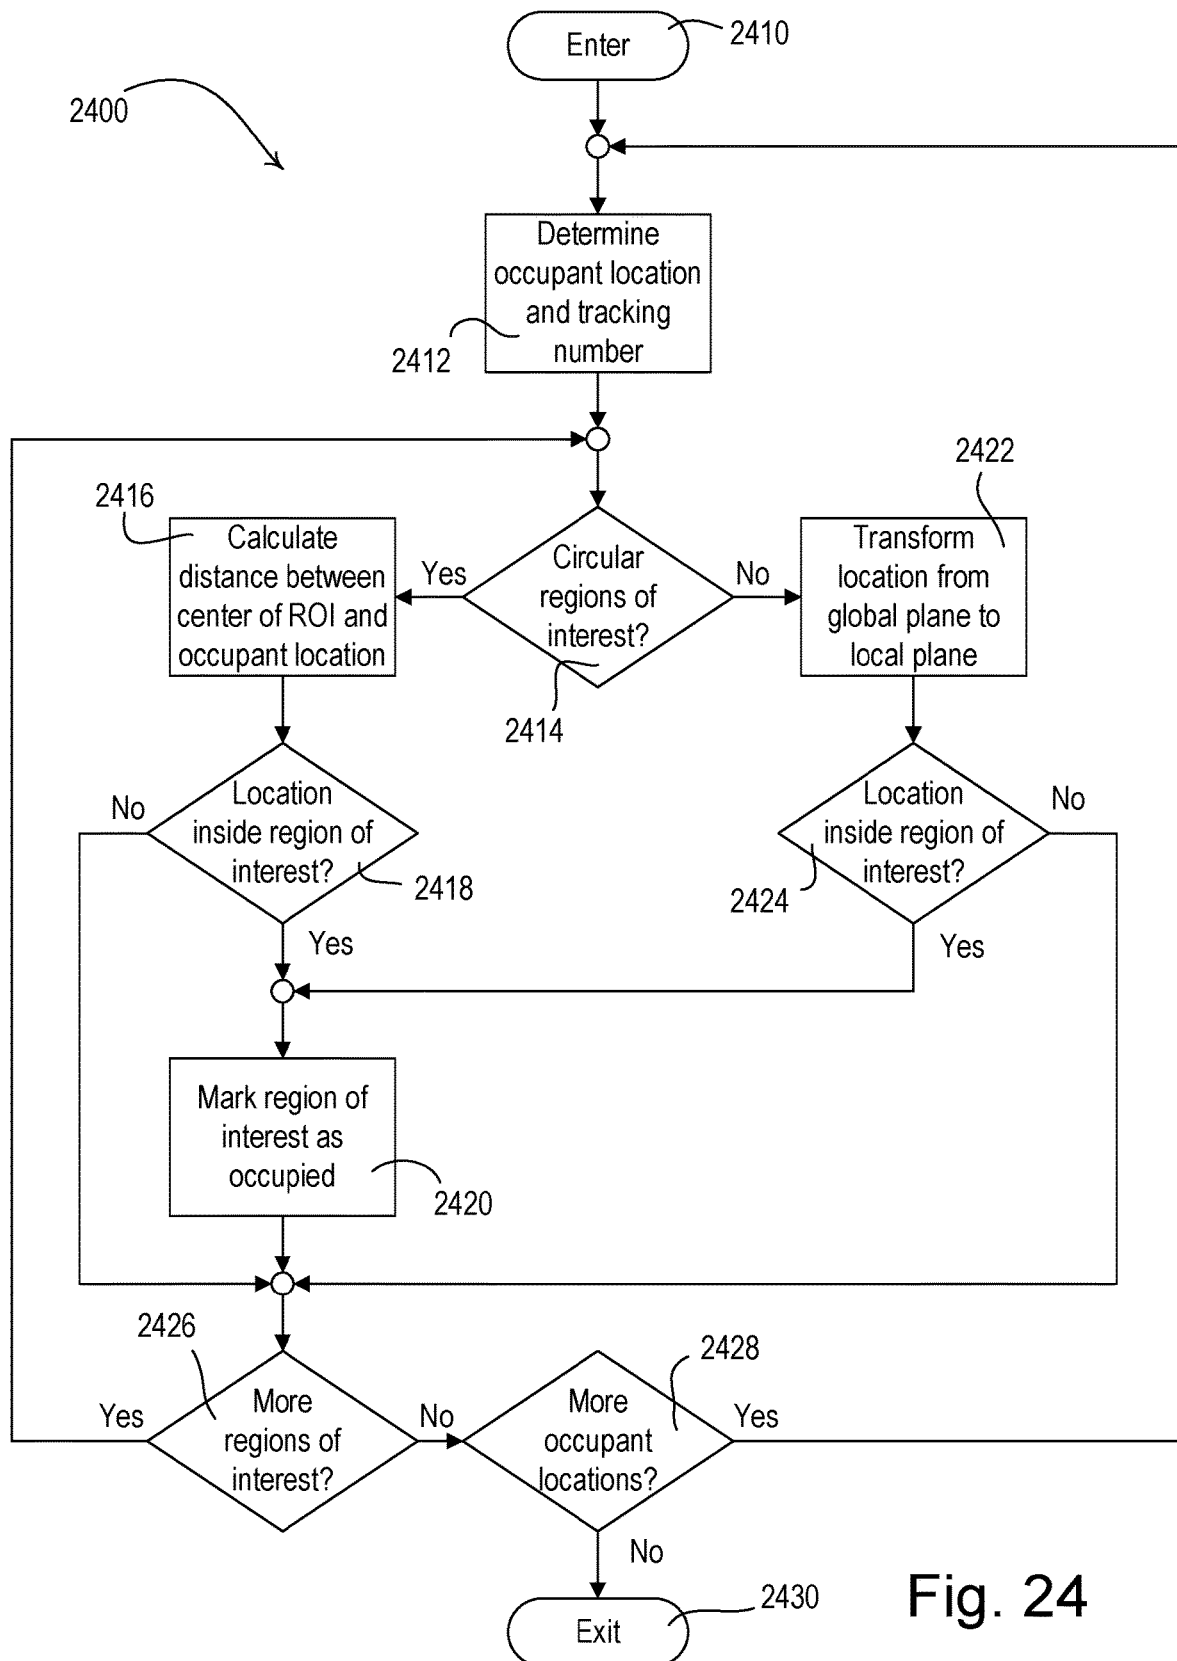 Enter
2410
2400
Determine
occupant location
and tracking
number
2412
2422
2416
Calculate
distance between
center of ROI and
occupant location
Yes
Circular
regions of
interest?
No
Transform
location from
global plane to
local plane
2414
No
Location
inside region of
interest?
2418
Location
inside region of
interest?
No
2424
Yes
Yes
Mark region of
interest as
occupied
2420
2426
2428
Yes
More
regions of
interest?
No
More
occupant
locations?
Yes
No
Exit
2430
Fig. 24